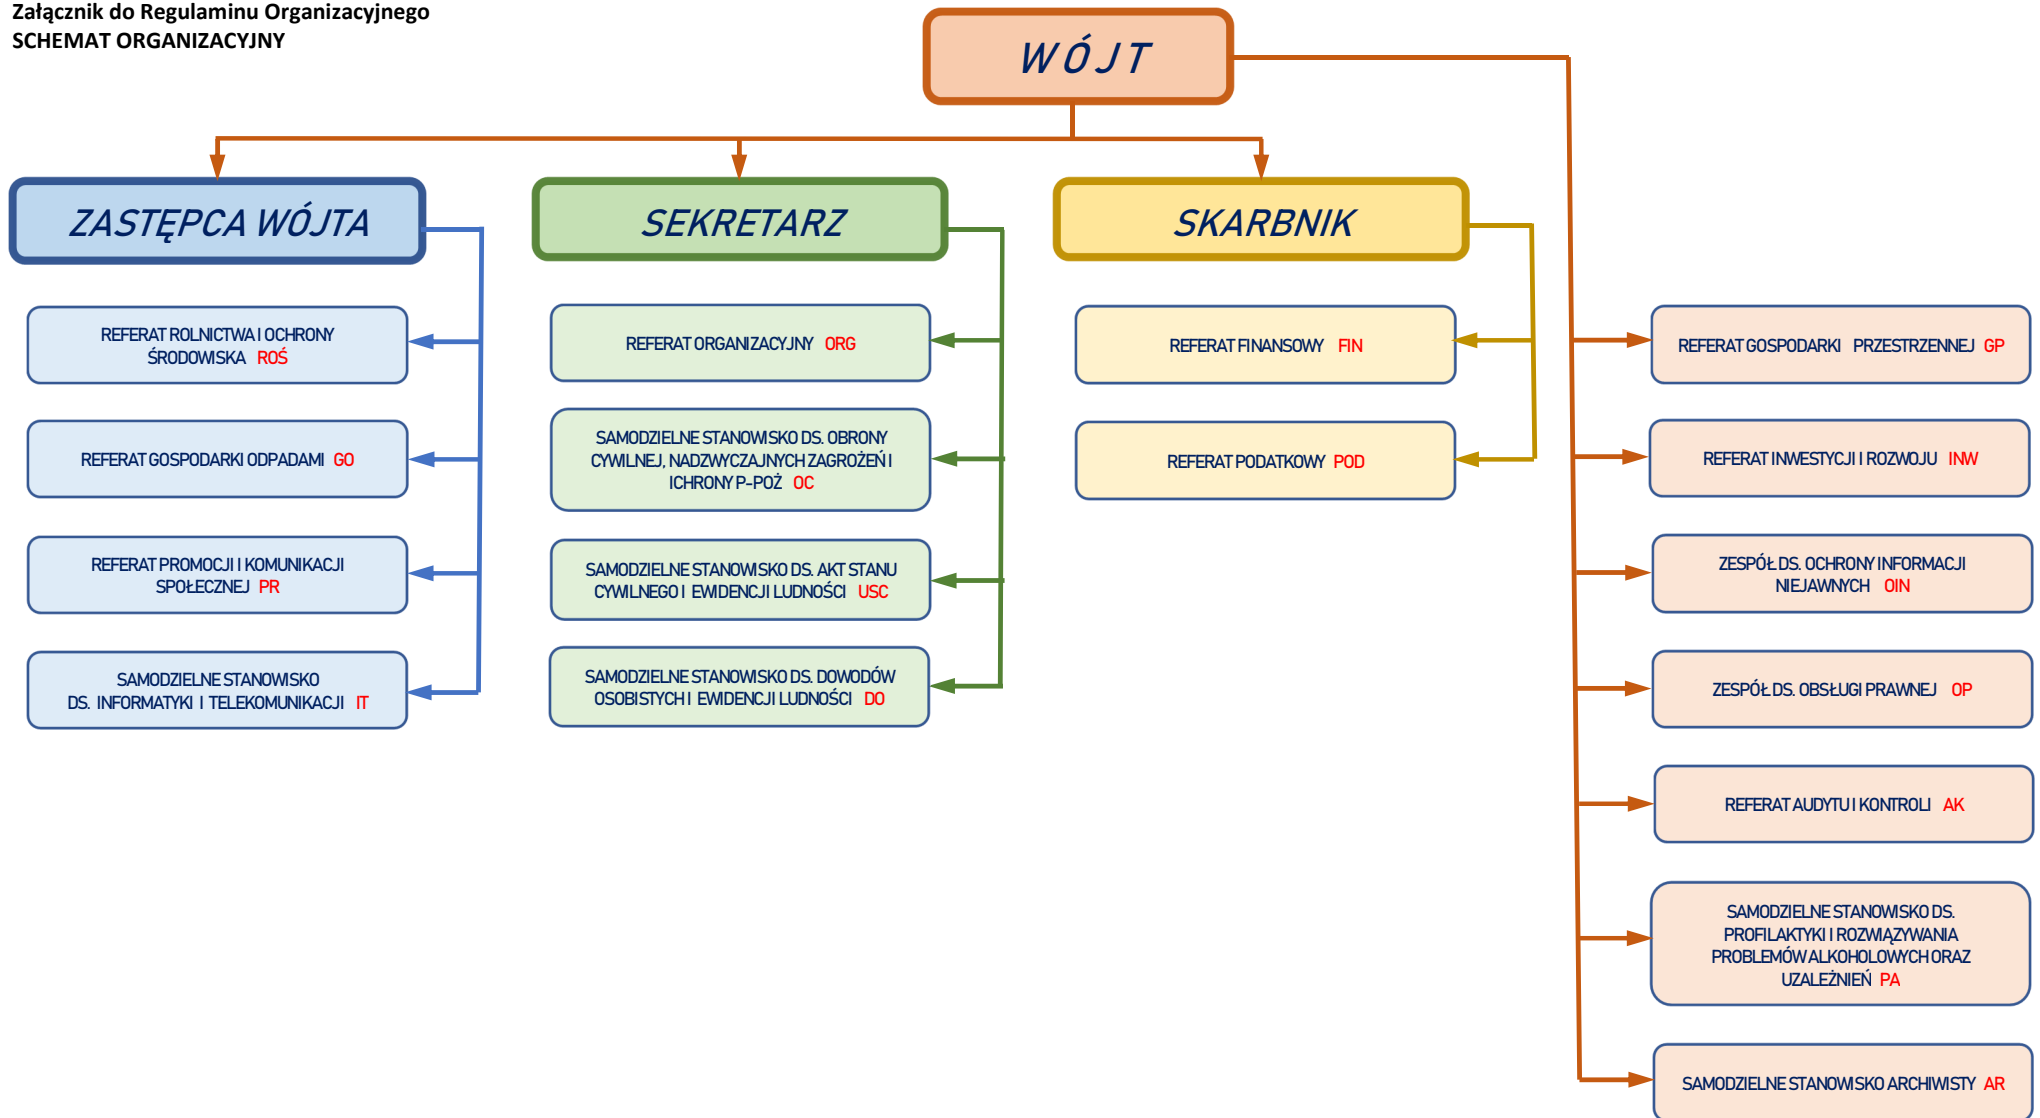 Załącznik do Regulaminu Organizacyjnego
SCHEMAT ORGANIZACYJNY
WÓJT
ZASTĘPCA WÓJTA
SEKRETARZ
SKARBNIK
REFERAT ROLNICTWA I OCHRONY
ŚRODOWISKA ROŚ
REFERAT GOSPODARKI ODPADAMI GO
REFERAT PROMOCJI I KOMUNIKACJI
SPOŁECZNEJ PR
SAMODZIELNE STANOWISKO
DS. INFORMATYKI I TELEKOMUNIKACJI IT
REFERAT ORGANIZACYJNY ORG
SAMODZIELNE STANOWISKO DS. OBRONY
CYWILNEJ, NADZWYCZAJNYCH ZAGROŻEŃ I
ICHRONY P-POŻ OC
SAMODZIELNE STANOWISKO DS. AKT STANU
CYWILNEGO I EWIDENCJI LUDNOŚCI USC
SAMODZIELNE STANOWISKO DS. DOWODÓW
OSOBISTYCH I EWIDENCJI LUDNOŚCI DO
REFERAT FINANSOWY FIN
REFERAT PODATKOWY POD
REFERAT GOSPODARKI PRZESTRZENNEJ GP
REFERAT INWESTYCJI I ROZWOJU INW
ZESPÓŁ DS. OCHRONY INFORMACJI
NIEJAWNYCH OIN
ZESPÓŁ DS. OBSŁUGI PRAWNEJ OP
REFERAT AUDYTU I KONTROLI AK
SAMODZIELNE STANOWISKO DS.
PROFILAKTYKI I ROZWIĄZYWANIA
PROBLEMÓW ALKOHOLOWYCH ORAZ
UZALEŻNIEŃ PA
SAMODZIELNE STANOWISKO ARCHIWISTY AR